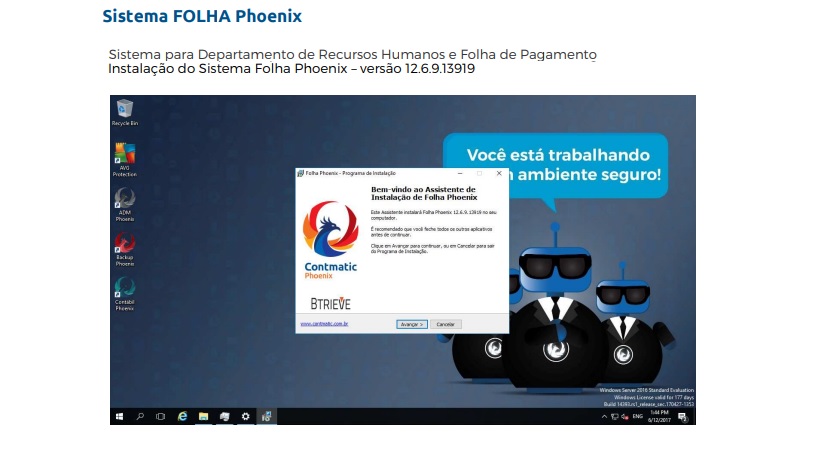 Sistema FOLHA Phoenix
Sistema para Departamento de Recursos Humanos e Folha de Pagamento
Instalação do Sistema Folha Phoenix – versão 12.6.9.13919
Recycle Bin
AVG
Protection
ADM
Phoenix
Backup
Phoenix
Contábil
Phoenix
Você está trabalhando
ambiente seguro!
Folha Phoenix - Programa de Instalação
Bem-vindo ao Assistente de
Instalação de Folha Phoenix
Este Assistente instalará Folha Phoenix 12.6.9.13919 no seu
computador.
É recomendado que você feche todos os outros aplicativos
antes de continuar.
Clique em Avançar para continuar, ou em Cancelar para sair
do Programa de Instalação.
Contmatic
Phoenix
BTRIEVE
www.contmatic.com.br
Avançar >
Cancelar
Windows Server 2016 Standard Evaluation
Windows License valid for 177 days
Build 14393.rs1_release_sec.170427-1353
ENG
1:44 PM
6/12/2017